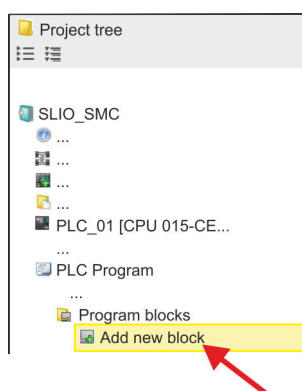 Project tree
SLIO_SMC
...
...
...
...
PLC_01 [CPU 015-CE...
...
PLC Program
...
Program blocks
Add new block